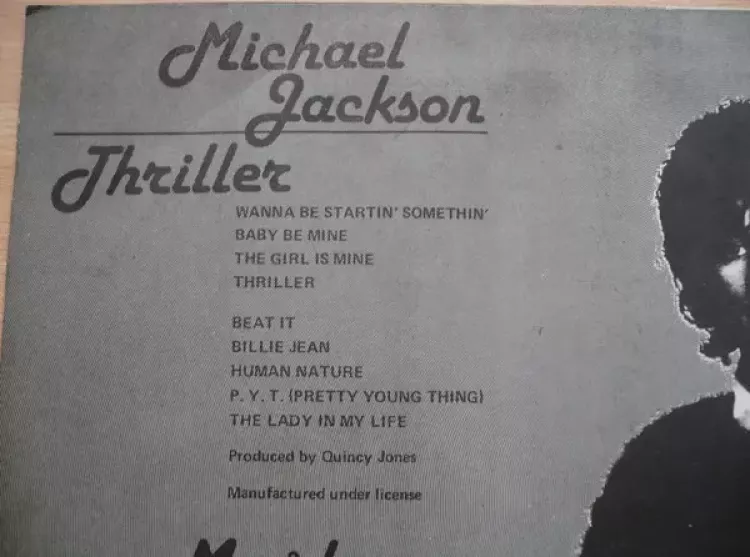 Michael
Jackson
Thriller
WANNA BE STARTIN' SOMETHIN'
BABY BE MINE
THE GIRL IS MINE
THRILLER
BEAT IT
BILLIE JEAN
HUMAN NATURE
P. Y. T. (PRETTY YOUNG THING)
THE LADY IN MY LIFE
Produced by Quincy Jones
Manufactured under license